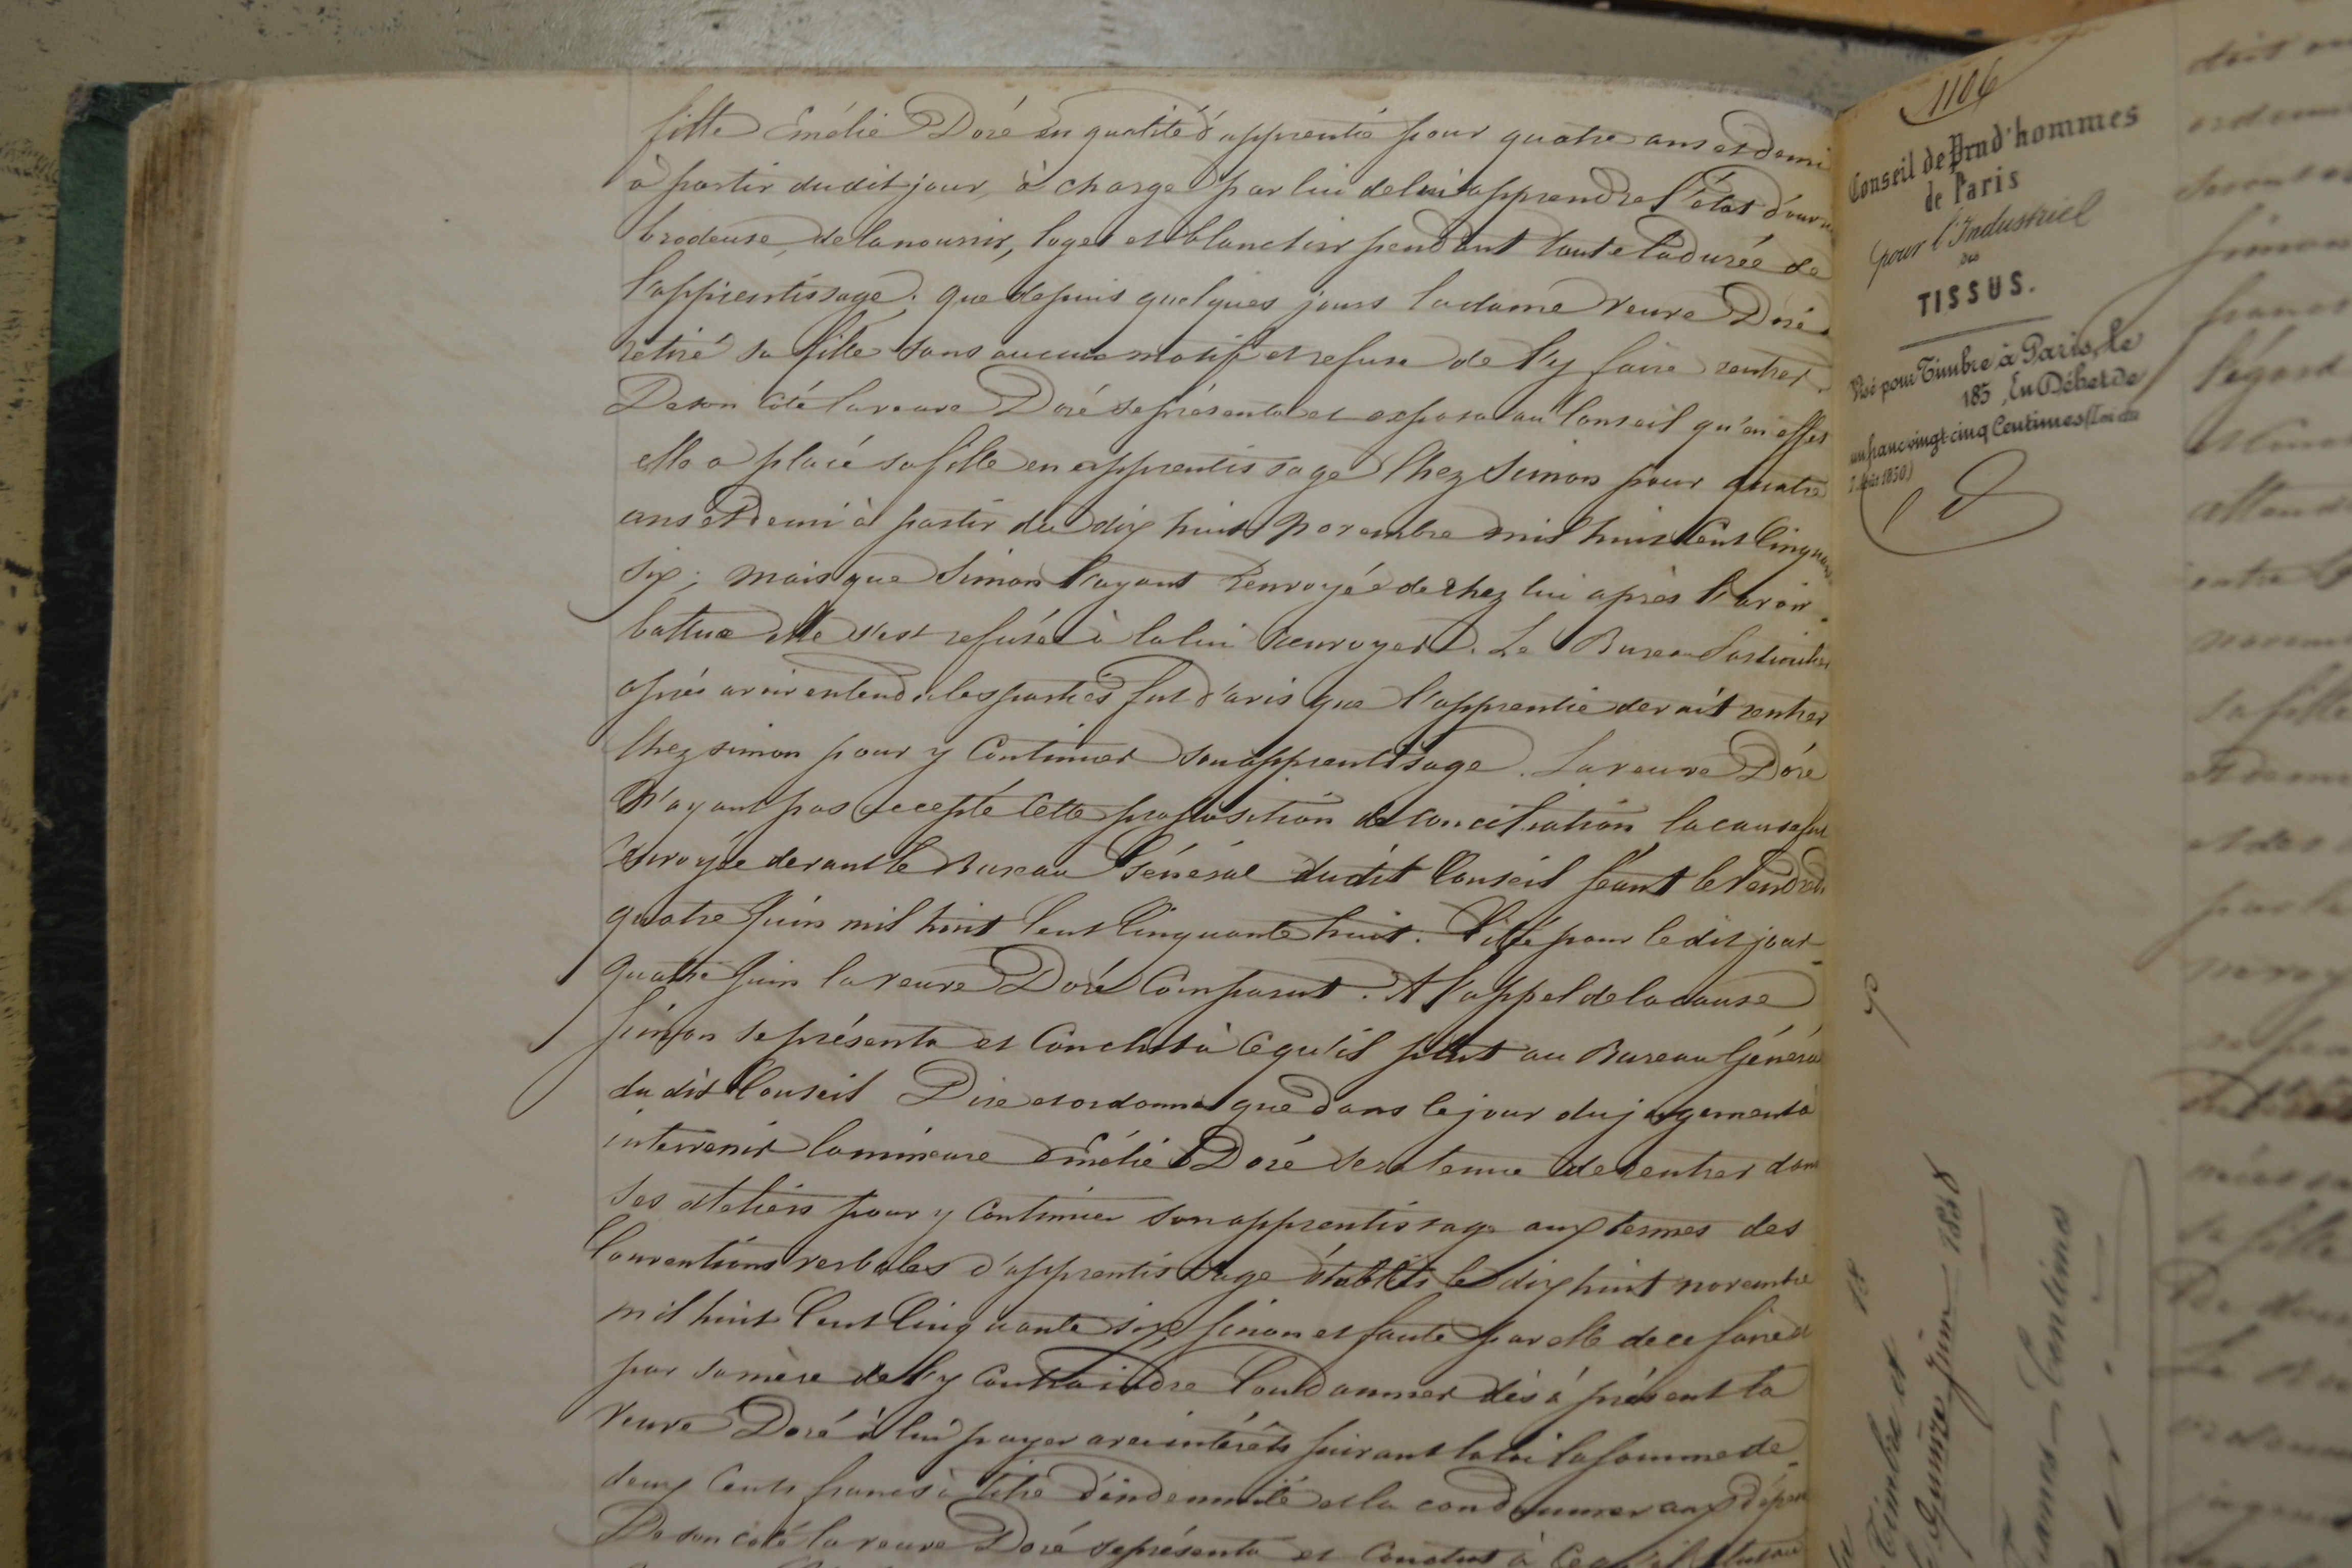 fille Emélie Doré en qualité d'apprentie pour quatre ans et demi
à partir dudit jour, à charge par lui de lui apprendre l'état d'ouv
brodeuse, de la nourrir, loger et blanchir pendant toute la durée de
l'apprentissage; que depuis quelques jours la dame veuve Doré a
retiré sa fille sans aucun motif et refuse de l'y faire rentrer.
De son côté la veuve Doré se présenta et exposa au Conseil qu'en effet
elle a placé sa fille en apprentissage chez Simon pour quatre
ans et demi à partir du dix huit novembre mil huit cent cinquante
six; mais que Simon l'ayant renvoyée de chez lui après l'avoir
battue elle s'est refusée à la lui renvoyer. Le Bureau Particulier
après avoir entendu les parties fut d'avis que l'apprentie devait rentrer
chez Simon pour y continuer son apprentissage. La veuve Doré
n'ayant pas accepté cette proposition de conciliation la cause fut
renvoyée devant le Bureau Général dudit Conseil séant le Vendredi
quatre Juin mil huit cent cinquante huit. Citée pour ledit jour
quatre Juin la veuve Doré comparut. A l'appel de la cause
Simon se présenta et conclut à ce qu'il plut au Bureau Général
du dit Conseil Dire et ordonner que dans le jour du jugement à
intervenir la mineure Emélie Doré sera tenue de rentrer dans
ses ateliers pour y continuer son apprentissage aux termes des
conventions verbales d'apprentissage établies le dix huit novembre
mil huit cent cinquante six, sinon et faute par elle de ce faire et
par sa mère de l'y contraindre Condamner dès à présent la
veuve Doré à lui payer avec intérêts suivant la loi la somme de
deux cents francs à titre d'indemnité et la condamner aux dépens
De son côté la veuve Doré se présenta et conclut à ce qu'il plut au
1106
Conseil de Prud'hommes
de Paris
pour l'Industriel
des
TISSUS.
Visé pour Timbre à Paris, le
185 , En Débet de
un franc vingt cinq Centimes (Loi du
7 Août 1850)
Timbre et
Juin 1858
Centimes